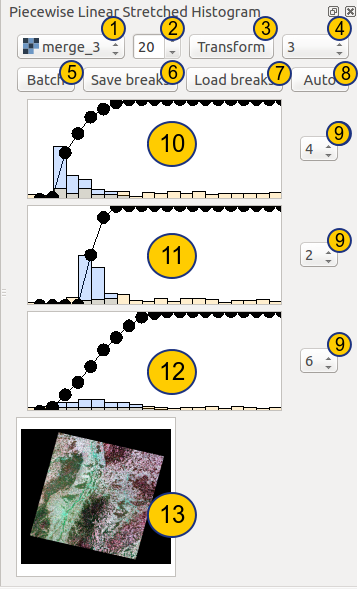 Piecewise Linear Stretched Histogram
1 2 3 4
merge_3 20 Transform 3
5 6 7 8
Batch Save breaks Load breaks Auto
10 9
4
11 9
2
12 9
6
13